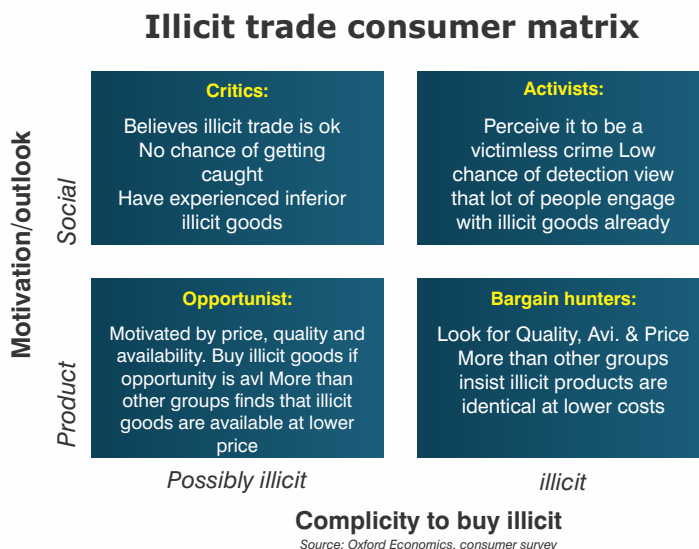 Illicit trade consumer matrix
Motivation/outlook
Social
Critics:
Believes illicit trade is ok
No chance of getting
caught
Have experienced inferior
illicit goods
Activists:
Perceive it to be a
victimless crime Low
chance of detection view
that lot of people engage
with illicit goods already
Product
Opportunist:
Motivated by price, quality and
availability. Buy illicit goods if
opportunity is avl More than
other groups finds that illicit
goods are available at lower
price
Bargain hunters:
Look for Quality, Avi. & Price
More than other groups
insist illicit products are
identical at lower costs
Possibly illicit
illicit
Complicity to buy illicit
Source: Oxford Economics, consumer survey